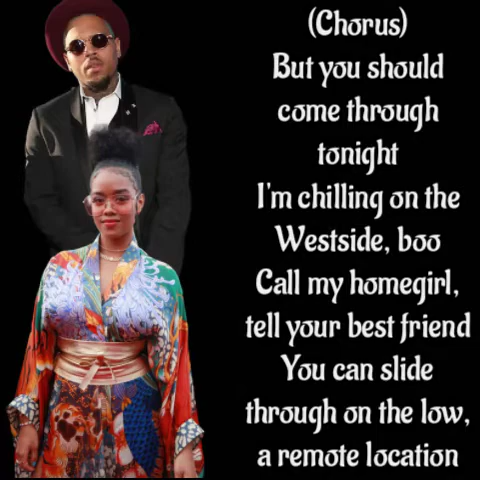 (Chorus)
But you should
come through
tonight
I'm chilling on the
Westside, boo
Call my homegirl,
tell your best friend
You can slide
through on the low,
a remote location